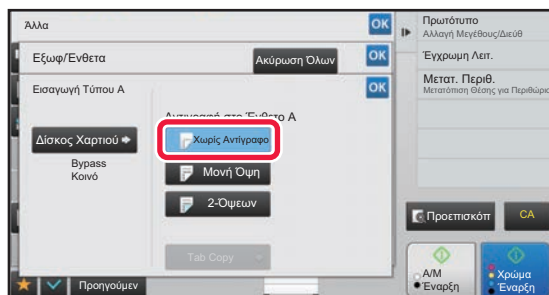 Άλλα
OK
Εξωφ/Ένθετα
Ακύρωση Όλων
OK
Εισαγωγή Τύπου Α
OK
Αντιγραφή στο Ένθετο Α
Δίσκος Χαρτιού
Χωρίς Αντίγραφο
Bypass
Κοινό
Μονή Όψη
2-Όψεων
Tab Copy
Προηγούμεν
Πρωτότυπο
Αλλαγή Μεγέθους/Διεύθ
Έγχρωμη Λειτ.
Μετατ. Περιθ.
Μετατόπιση Θέσης για Περιθώριο
Προεπισκόπ
CA
Α/Μ
Έναρξη
Χρώμα
Έναρξη